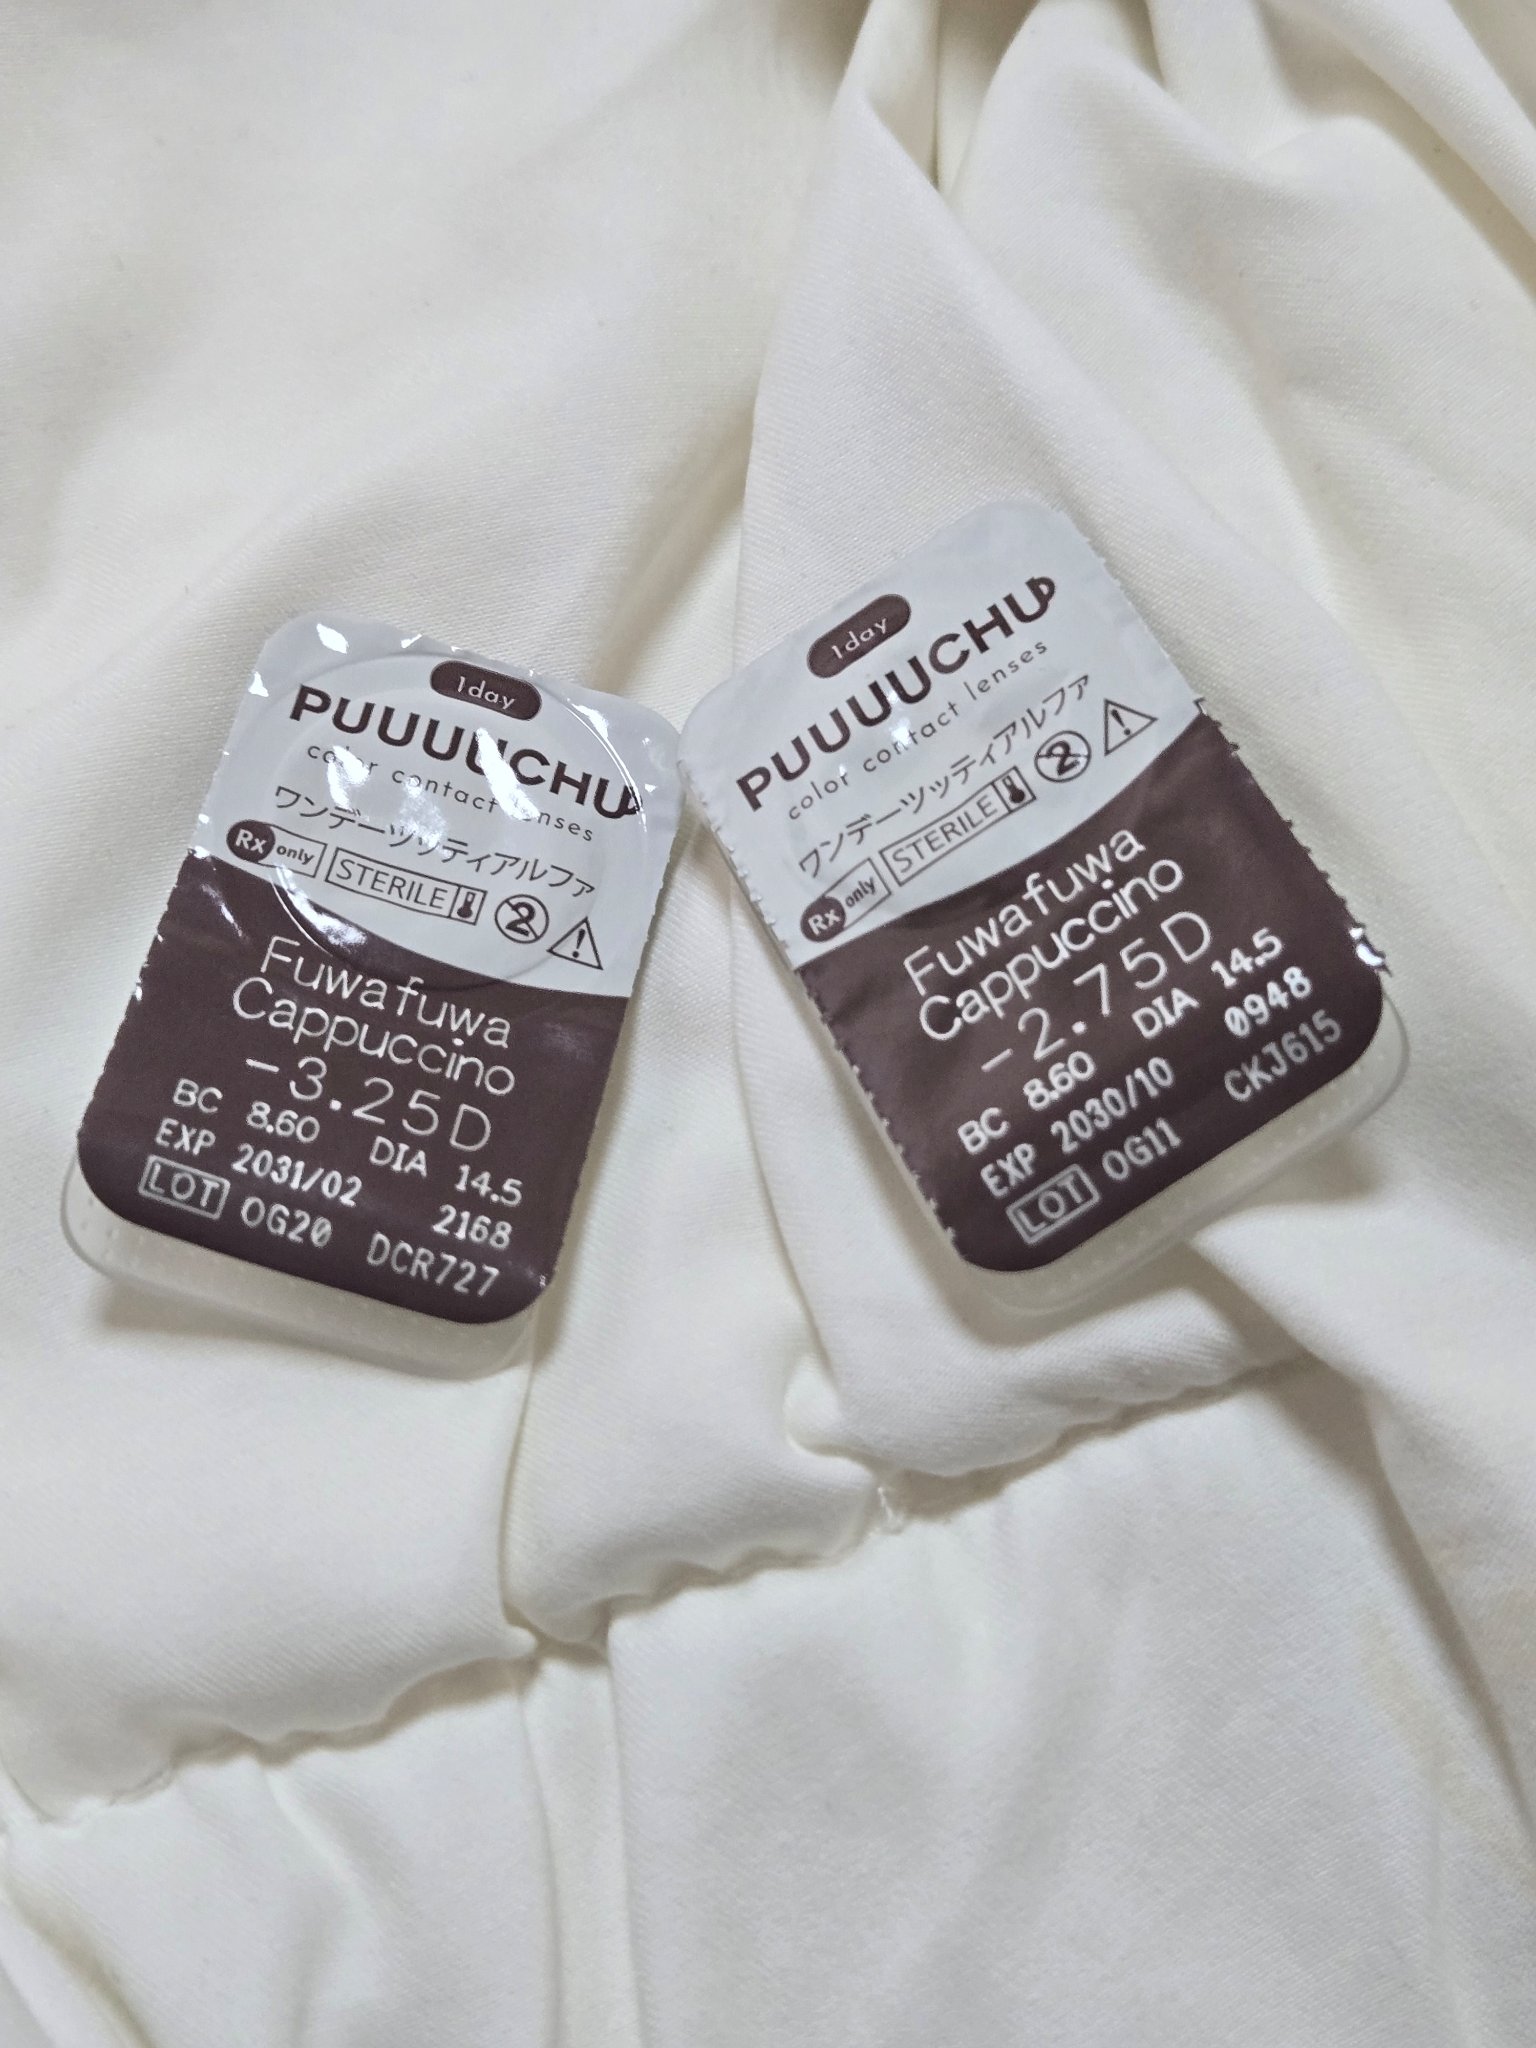 1day
PUUUUCHU
color contact lenses
ワンデーツッティアルファ
Rx only STERILE 2
Fuwafuwa
Cappuccino
-3.25D
BC 8.60 DIA 14.5
EXP 2031/02 2168
LOT OG20 DCR727
1day
PUUUUCHU
color contact lenses
ワンデーツッティアルファ
Rx only STERILE 2
Fuwafuwa
Cappuccino
-2.75D
BC 8.60 DIA 14.5
EXP 2030/10 0948
LOT OG11 CKJ615